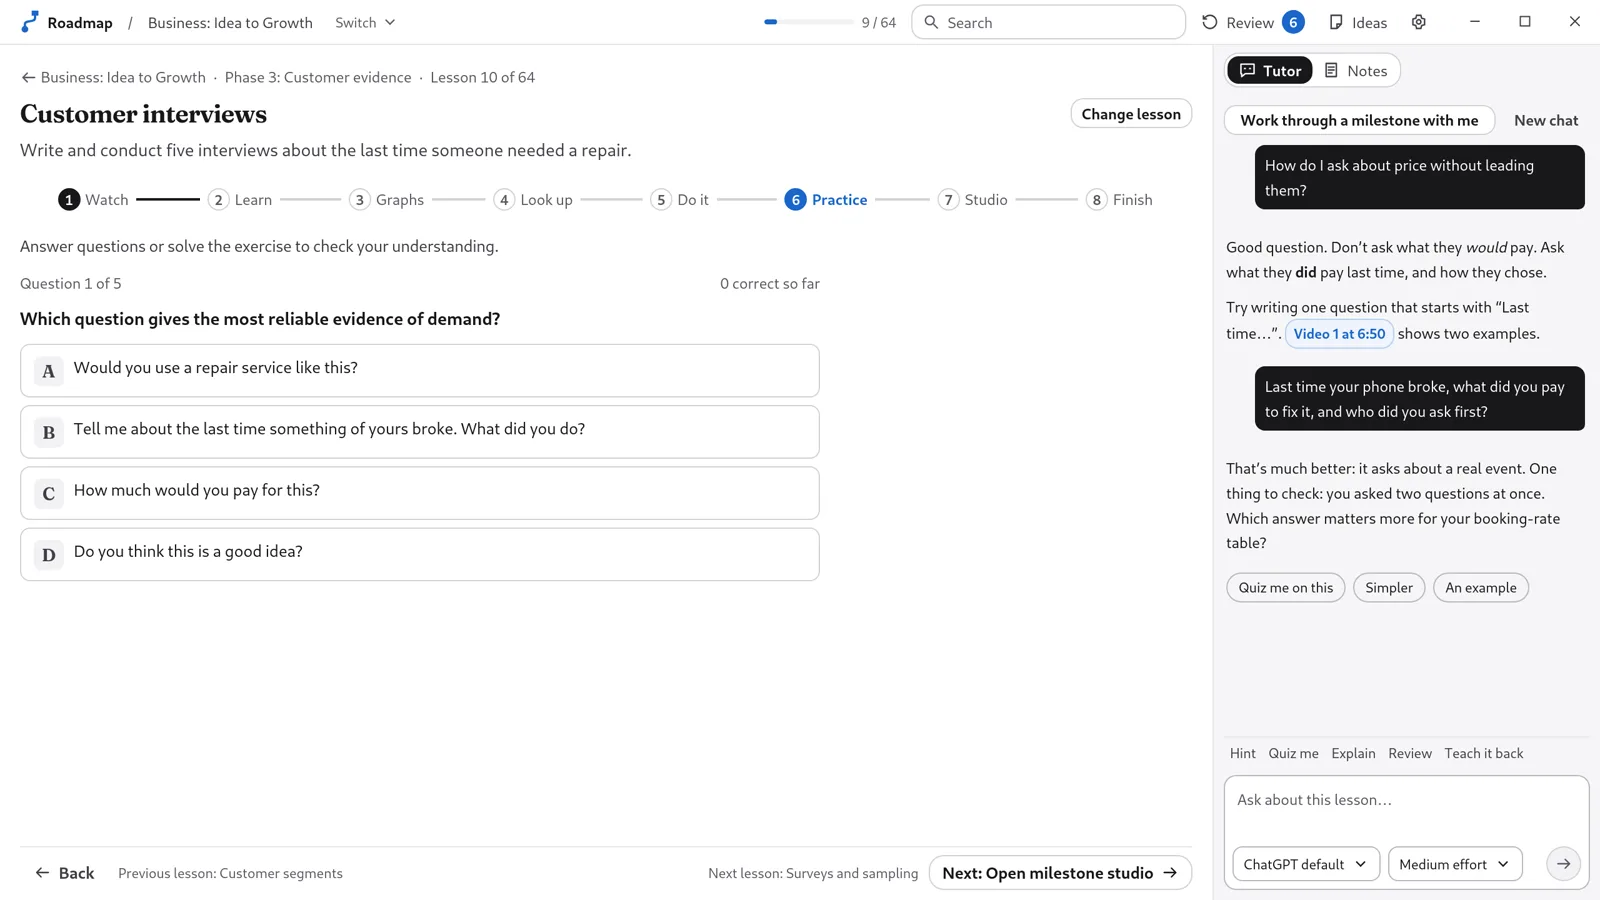 Roadmap / Business: Idea to Growth Switch 9 / 64 Search Review 6 Ideas
Business: Idea to Growth · Phase 3: Customer evidence · Lesson 10 of 64
Customer interviews
Change lesson
Write and conduct five interviews about the last time someone needed a repair.
1 Watch 2 Learn 3 Graphs 4 Look up 5 Do it 6 Practice 7 Studio 8 Finish
Answer questions or solve the exercise to check your understanding.
Question 1 of 5 0 correct so far
Which question gives the most reliable evidence of demand?
A Would you use a repair service like this?
B Tell me about the last time something of yours broke. What did you do?
C How much would you pay for this?
D Do you think this is a good idea?
Back Previous lesson: Customer segments Next lesson: Surveys and sampling Next: Open milestone studio
Tutor Notes
Work through a milestone with me New chat
How do I ask about price without leading
them?
Good question. Don’t ask what they would pay. Ask
what they did pay last time, and how they chose.
Try writing one question that starts with “Last
time…”. Video 1 at 6:50 shows two examples.
Last time your phone broke, what did you pay
to fix it, and who did you ask first?
That’s much better: it asks about a real event. One
thing to check: you asked two questions at once.
Which answer matters more for your booking-rate
table?
Quiz me on this Simpler An example
Hint Quiz me Explain Review Teach it back
Ask about this lesson…
ChatGPT default Medium effort